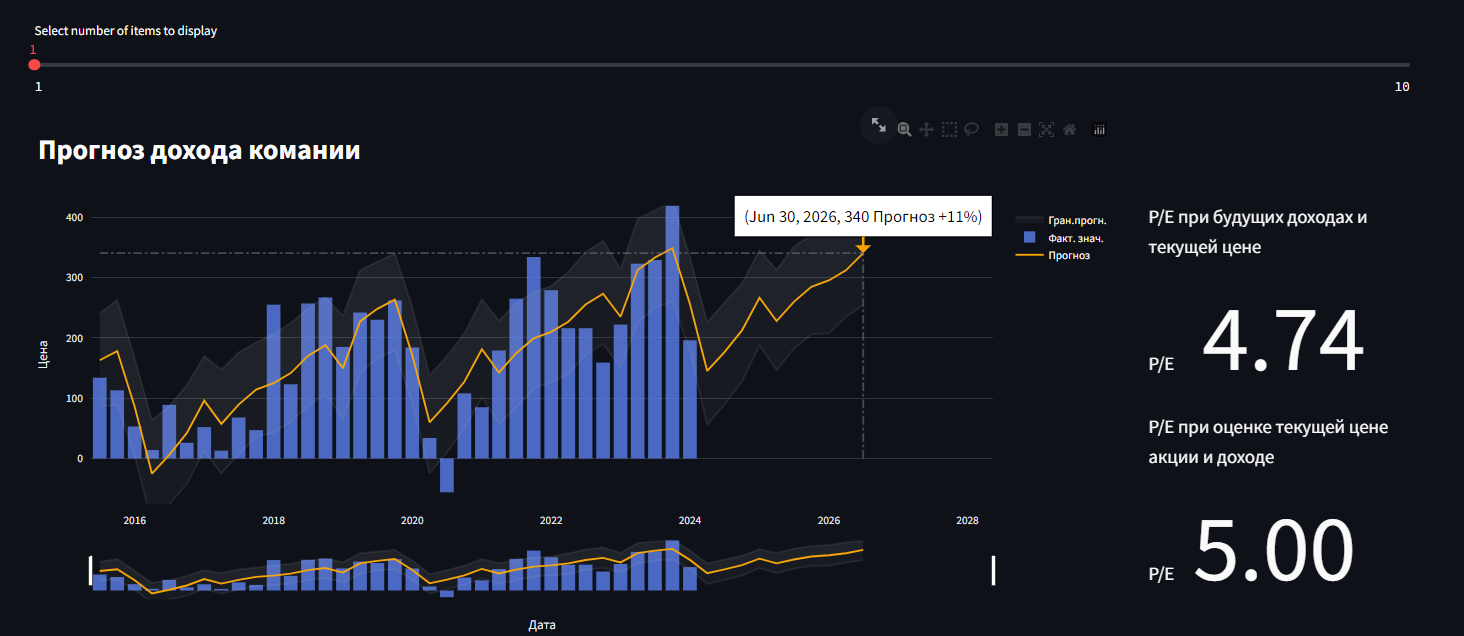 Select number of items to display
1
1
10
Прогноз дохода комании
(Jun 30, 2026, 340 Прогноз +11%)
400
300
200
100
0
Цена
2016
2018
2020
2022
2024
2026
2028
Дата
Гран.прогн.
Факт. знач.
Прогноз
P/E при будущих доходах и
текущей цене
P/E 4.74
P/E при оценке текущей цене
акции и доходе
P/E 5.00